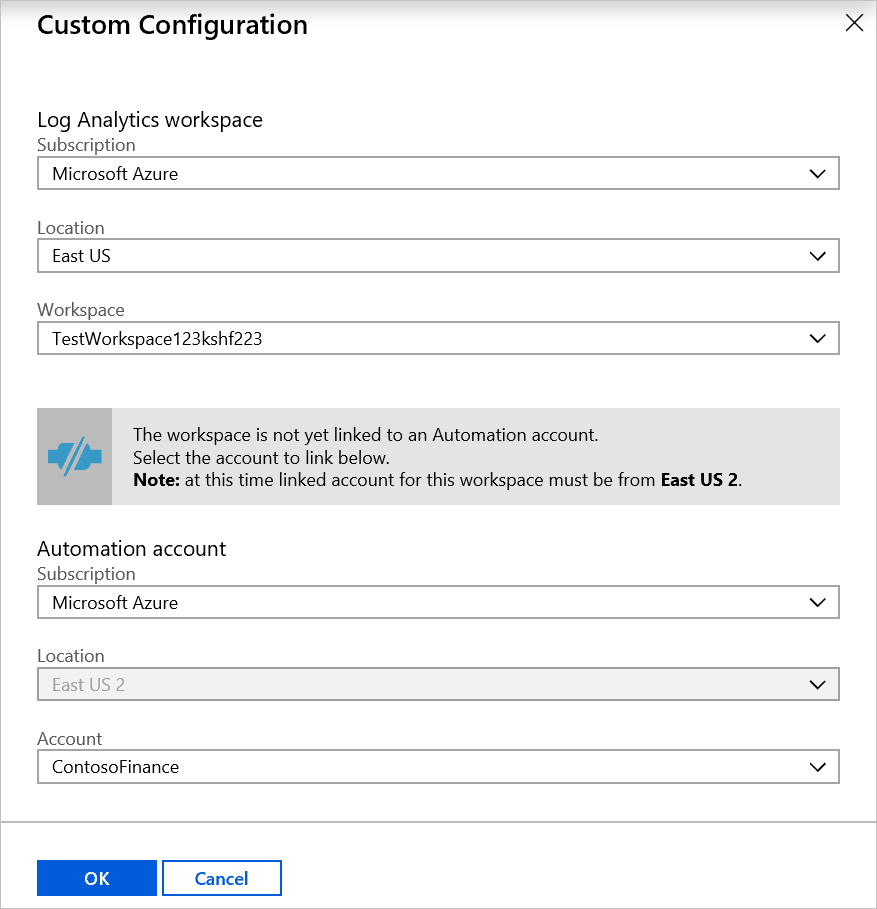 Custom Configuration
Log Analytics workspace
Subscription
Microsoft Azure
Location
East US
Workspace
TestWorkspace123kshf223
The workspace is not yet linked to an Automation account.
Select the account to link below.
Note: at this time linked account for this workspace must be from East US 2.
Automation account
Subscription
Microsoft Azure
Location
East US 2
Account
ContosoFinance
OK
Cancel